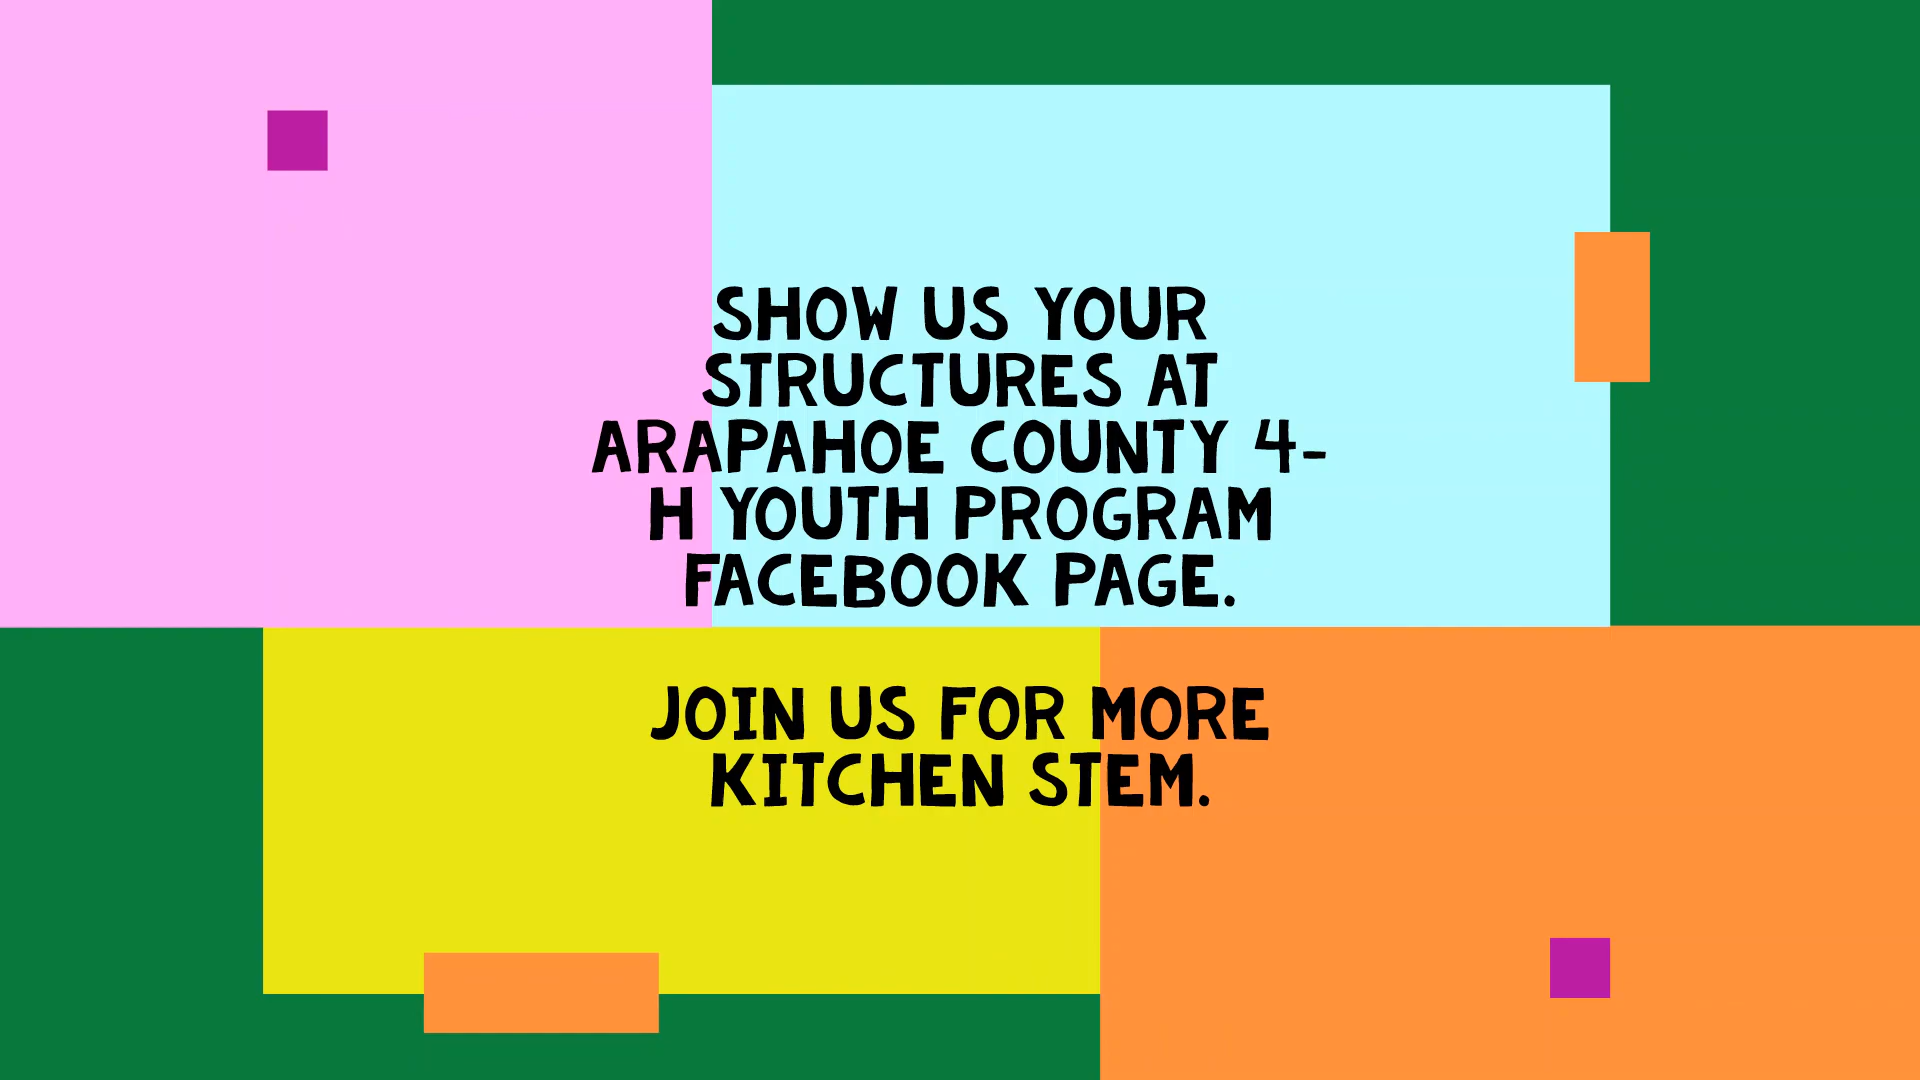 SHOW US YOUR
STRUCTURES AT
ARAPAHOE COUNTY 4-
H YOUTH PROGRAM
FACEBOOK PAGE.
JOIN US FOR MORE
KITCHEN STEM.